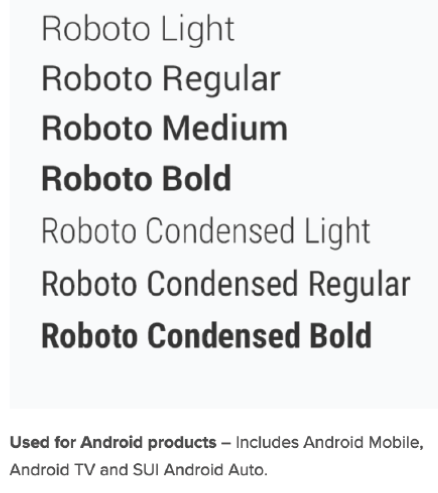 Roboto Light
Roboto Regular
Roboto Medium
Roboto Bold
Roboto Condensed Light
Roboto Condensed Regular
Roboto Condensed Bold
Used for Android products – Includes Android Mobile,
Android TV and SUI Android Auto.